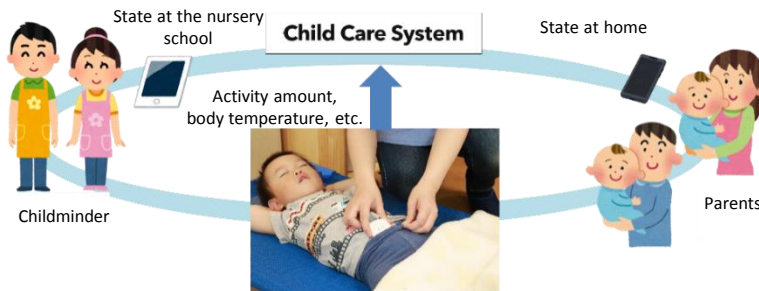 State at the nursery
school
Child Care System
State at home
Activity amount,
body temperature, etc.
Childminder
Parents